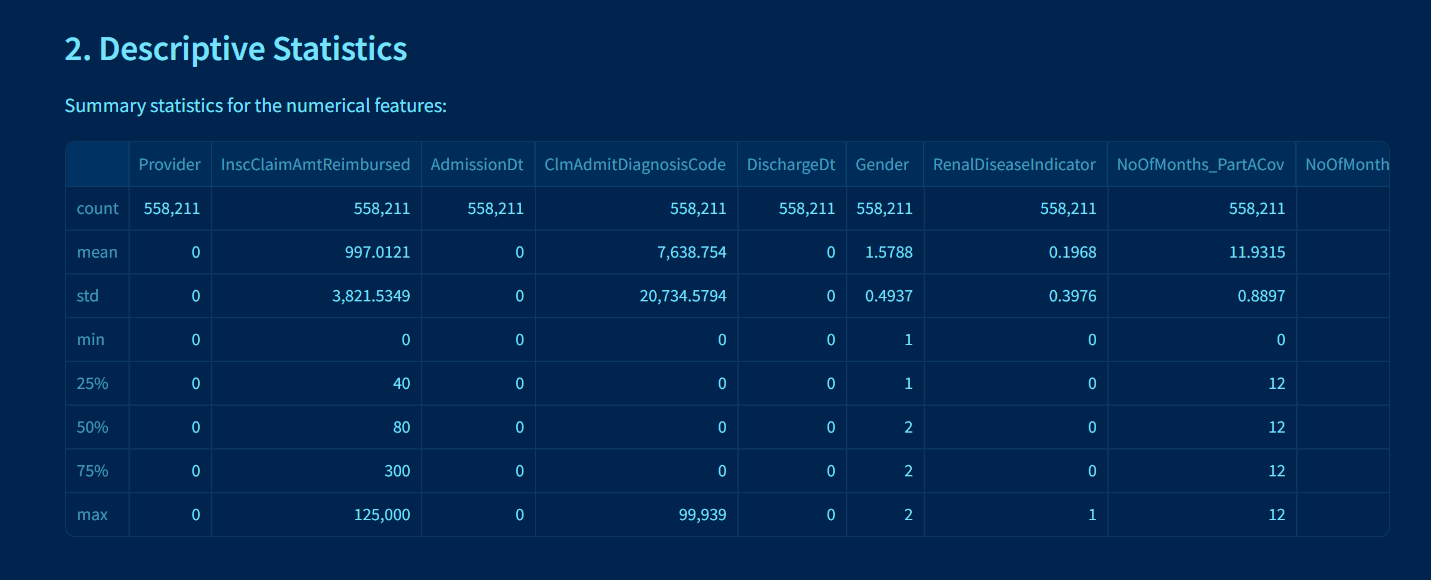 2. Descriptive Statistics
Summary statistics for the numerical features:
Provider InscClaimAmtReimbursed AdmissionDt ClmAdmitDiagnosisCode DischargeDt Gender RenalDiseaseIndicator NoOfMonths_PartACov NoOfMonth
count 558,211 558,211 558,211 558,211 558,211 558,211 558,211 558,211
mean 0 997.0121 0 7,638.754 0 1.5788 0.1968 11.9315
std 0 3,821.5349 0 20,734.5794 0 0.4937 0.3976 0.8897
min 0 0 0 0 0 1 0 0
25% 0 40 0 0 0 1 0 12
50% 0 80 0 0 0 2 0 12
75% 0 300 0 0 0 2 0 12
max 0 125,000 0 99,939 0 2 1 12